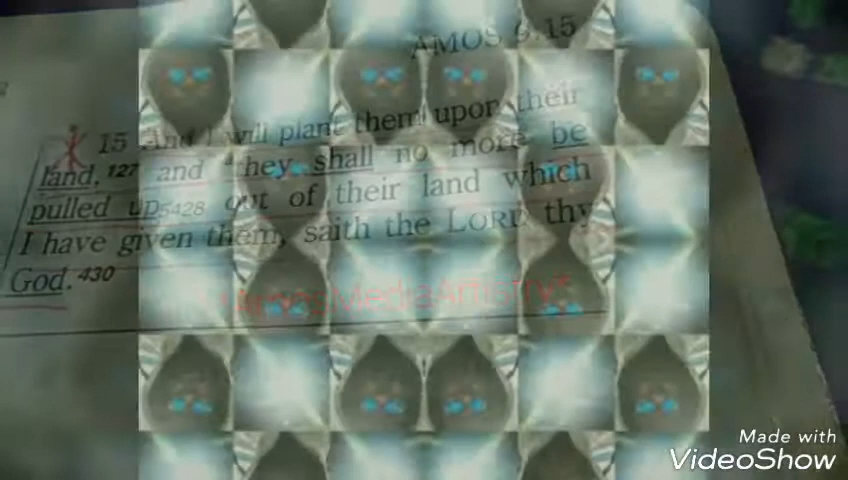 AMOS 9:15
15 And I will plant them upon their
land, 127 and they shall no more be
pulled up 5428 out of their land which
I have given them, saith the LORD thy
God. 430
*AmosMediaArtistry*
Made with
VideoShow